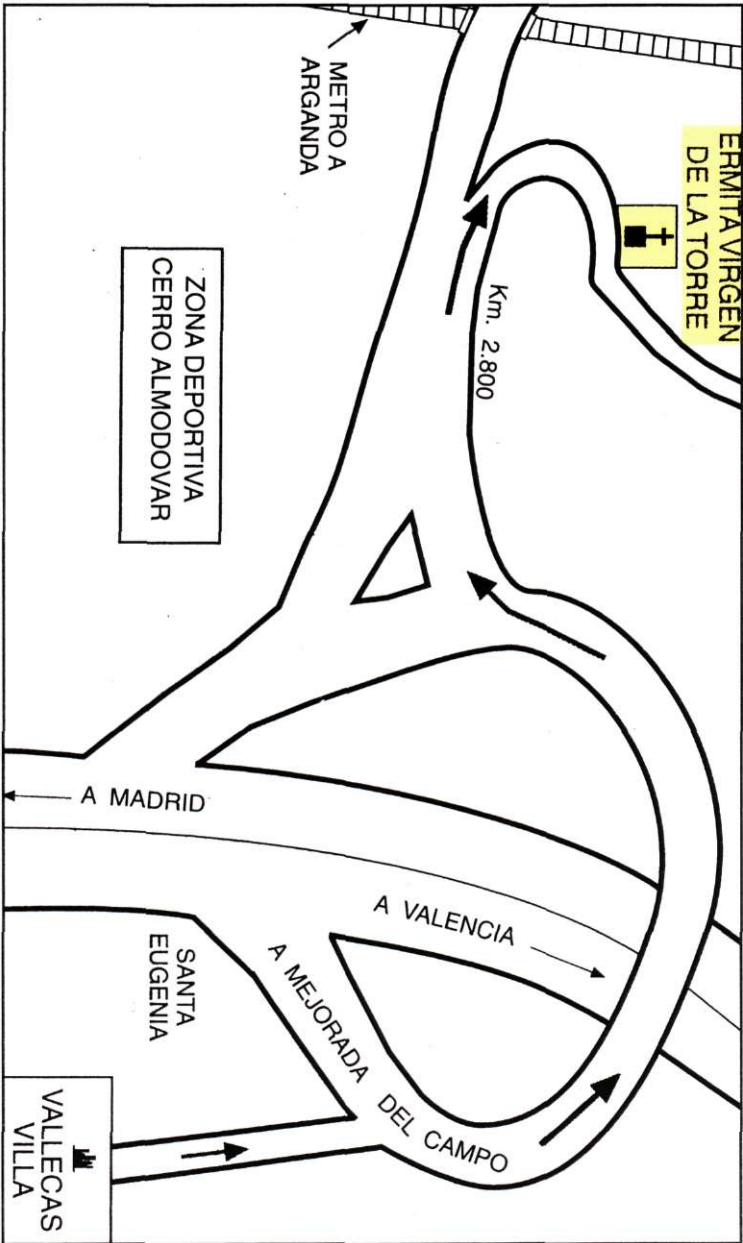 ERMITA VIRGEN
DE LA TORRE
METRO A
ARGANDA
Km. 2.800
ZONA DEPORTIVA
CERRO ALMODOVAR
A MADRID
A VALENCIA
SANTA
EUGENIA
A MEJORADA DEL CAMPO
VALLECAS
VILLA